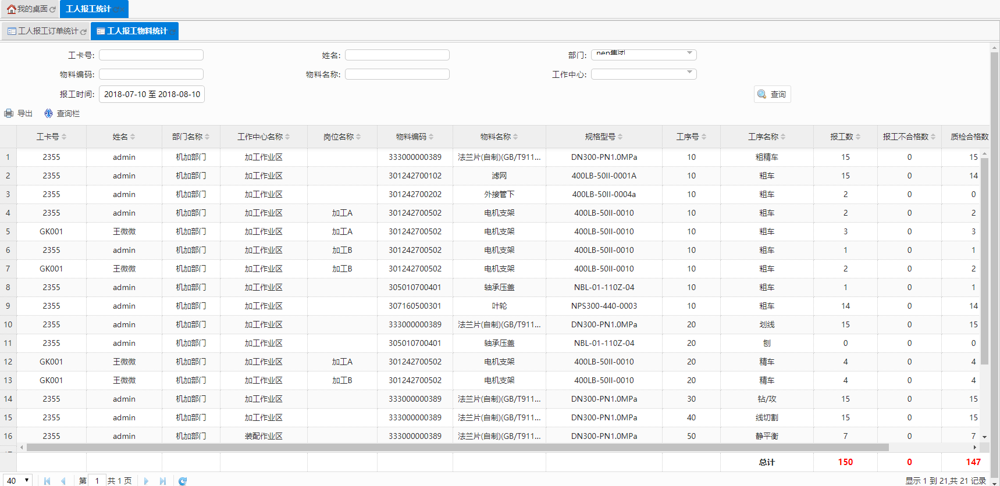 我的桌面 工人报工统计
工人报工订单统计 工人报工物料统计
工卡号: 姓名: 部门: nep集团
物料编码: 物料名称: 工作中心:
报工时间: 2018-07-10 至 2018-08-10 查询
导出 查询栏
工卡号 姓名 部门名称 工作中心名称 岗位名称 物料编码 物料名称 规格型号 工序号 工序名称 报工数 报工不合格数 质检合格数
1 2355 admin 机加部门 加工作业区 333000000389 法兰片(自制)(GB/T911... DN300-PN1.0MPa 10 粗精车 15 0 15
2 2355 admin 机加部门 加工作业区 301242700102 滤网 400LB-50II-0001A 10 粗车 15 0 14
3 2355 admin 机加部门 加工作业区 301242700202 外接管下 400LB-50II-0004a 10 粗车 2 0 0
4 2355 admin 机加部门 加工作业区 加工A 301242700502 电机支架 400LB-50II-0010 10 粗车 2 0 2
5 GK001 王微微 机加部门 加工作业区 加工A 301242700502 电机支架 400LB-50II-0010 10 粗车 3 0 3
6 2355 admin 机加部门 加工作业区 加工B 301242700502 电机支架 400LB-50II-0010 10 粗车 1 0 1
7 GK001 王微微 机加部门 加工作业区 加工B 301242700502 电机支架 400LB-50II-0010 10 粗车 2 0 2
8 2355 admin 机加部门 加工作业区 305010700401 轴承压盖 NBL-01-110Z-04 10 粗车 1 0 1
9 2355 admin 机加部门 加工作业区 307160500301 叶轮 NPS300-440-0003 10 粗车 14 0 14
10 2355 admin 机加部门 加工作业区 333000000389 法兰片(自制)(GB/T911... DN300-PN1.0MPa 20 划线 15 0 15
11 2355 admin 机加部门 加工作业区 305010700401 轴承压盖 NBL-01-110Z-04 20 刨 0 0 0
12 GK001 王微微 机加部门 加工作业区 加工A 301242700502 电机支架 400LB-50II-0010 20 精车 4 0 4
13 GK001 王微微 机加部门 加工作业区 加工B 301242700502 电机支架 400LB-50II-0010 20 精车 4 0 4
14 2355 admin 机加部门 加工作业区 333000000389 法兰片(自制)(GB/T911... DN300-PN1.0MPa 30 钻/攻 15 0 15
15 2355 admin 机加部门 加工作业区 333000000389 法兰片(自制)(GB/T911... DN300-PN1.0MPa 40 线切割 15 0 15
16 2355 admin 机加部门 装配作业区 333000000389 法兰片(自制)(GB/T911... DN300-PN1.0MPa 50 静平衡 7 0 7
总计 150 0 147
40 第 1 共 1 页 显示 1 到 21,共 21 记录